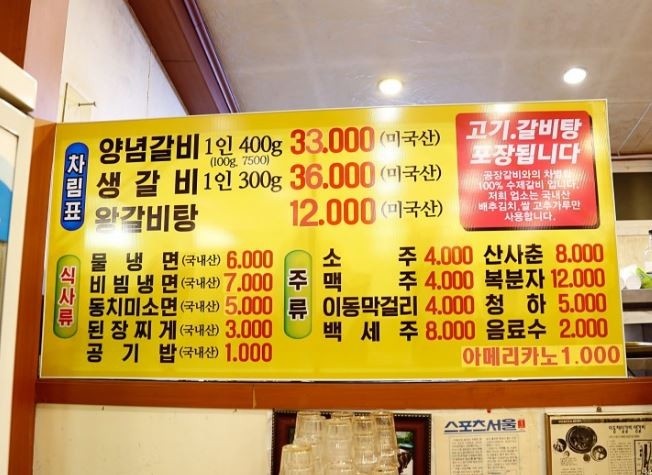 차림표
양념갈비 1인 400g 33.000 (미국산)
(100g, 7500)
생갈비 1인 300g 36.000 (미국산)
왕갈비탕 12.000 (미국산)
고기.갈비탕
포장됩니다
공장갈비와의 차별화
100% 수제갈비 입니다.
저희 업소는 국내산
배추김치,쌀 고추가루만
사용합니다.
식사류
물냉면 (국내산) 6.000
비빔냉면 (국내산) 7.000
동치미소면 (국내산) 5.000
된장찌게 (국내산) 3.000
공기밥 (국내산) 1.000
주류
소주 4.000
맥주 4.000
이동막걸리 4.000
백세주 8.000
산사춘 8.000
복분자 12.000
청하 5.000
음료수 2.000
아메리카노 1.000
스포츠서울